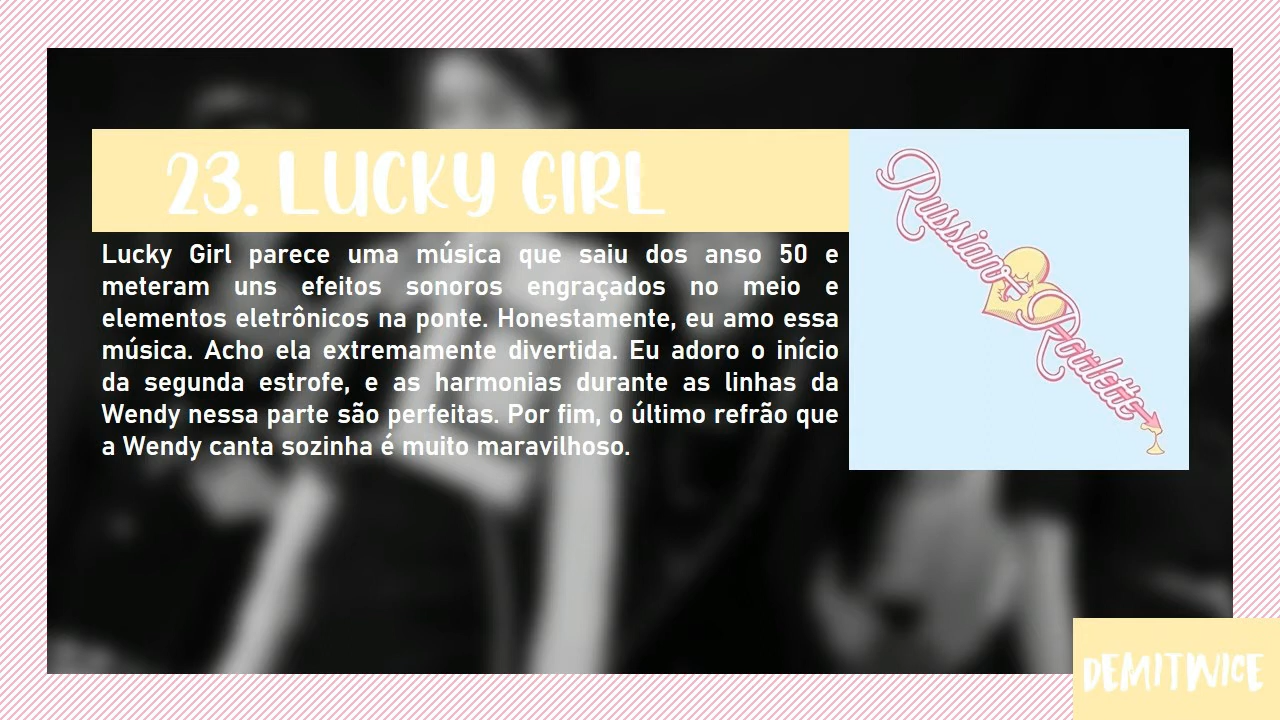 23. LUCKY GIRL
Lucky Girl parece uma música que saiu dos anso 50 e
meteram uns efeitos sonoros engraçados no meio e
elementos eletrônicos na ponte. Honestamente, eu amo essa
música. Acho ela extremamente divertida. Eu adoro o início
da segunda estrofe, e as harmonias durante as linhas da
Wendy nessa parte são perfeitas. Por fim, o último refrão que
a Wendy canta sozinha é muito maravilhoso.
Russian
Roulette
DEMITWICE